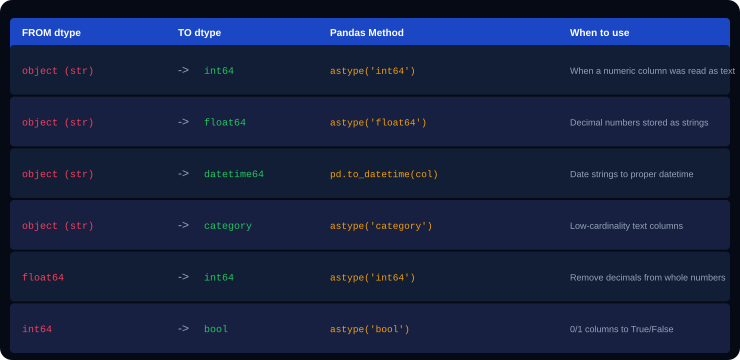 FROM dtype TO dtype Pandas Method When to use
object (str) -> int64 astype('int64') When a numeric column was read as text
object (str) -> float64 astype('float64') Decimal numbers stored as strings
object (str) -> datetime64 pd.to_datetime(col) Date strings to proper datetime
object (str) -> category astype('category') Low-cardinality text columns
float64 -> int64 astype('int64') Remove decimals from whole numbers
int64 -> bool astype('bool') 0/1 columns to True/False